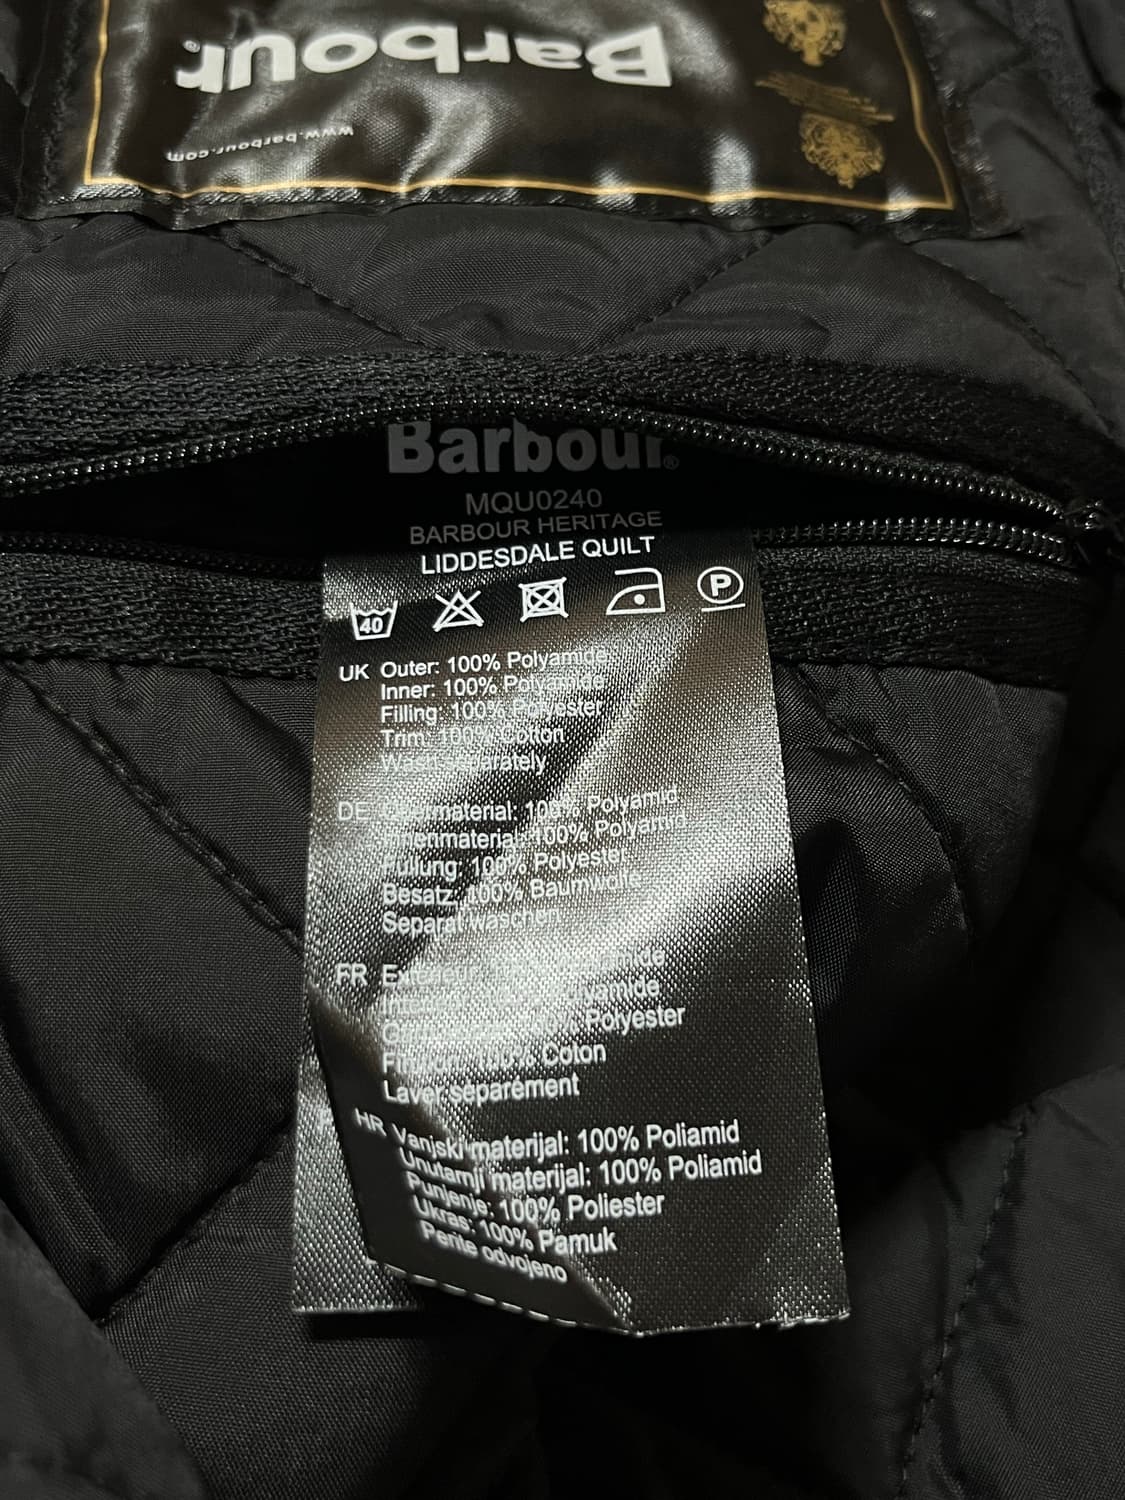 Barbour
www.barbour.com
Barbour®
MQU0240
BARBOUR HERITAGE
LIDDESDALE QUILT
40
P
UK Outer: 100% Polyamide
Inner: 100% Polyamide
Filling: 100% Polyester
Trim: 100% Cotton
Wash separately
DE material: 100% Polyamid
100% Polyamid
Füllung: 100% Polyester
Besatz: 100% Baumwolle
Separat waschen
FR
Polyester
100% Coton
Laver separément
HR Vanjski materijal: 100% Poliamid
Unutarnji materijal: 100% Poliamid
Punjenje: 100% Poliester
Ukras: 100% Pamuk
Perite odvojeno